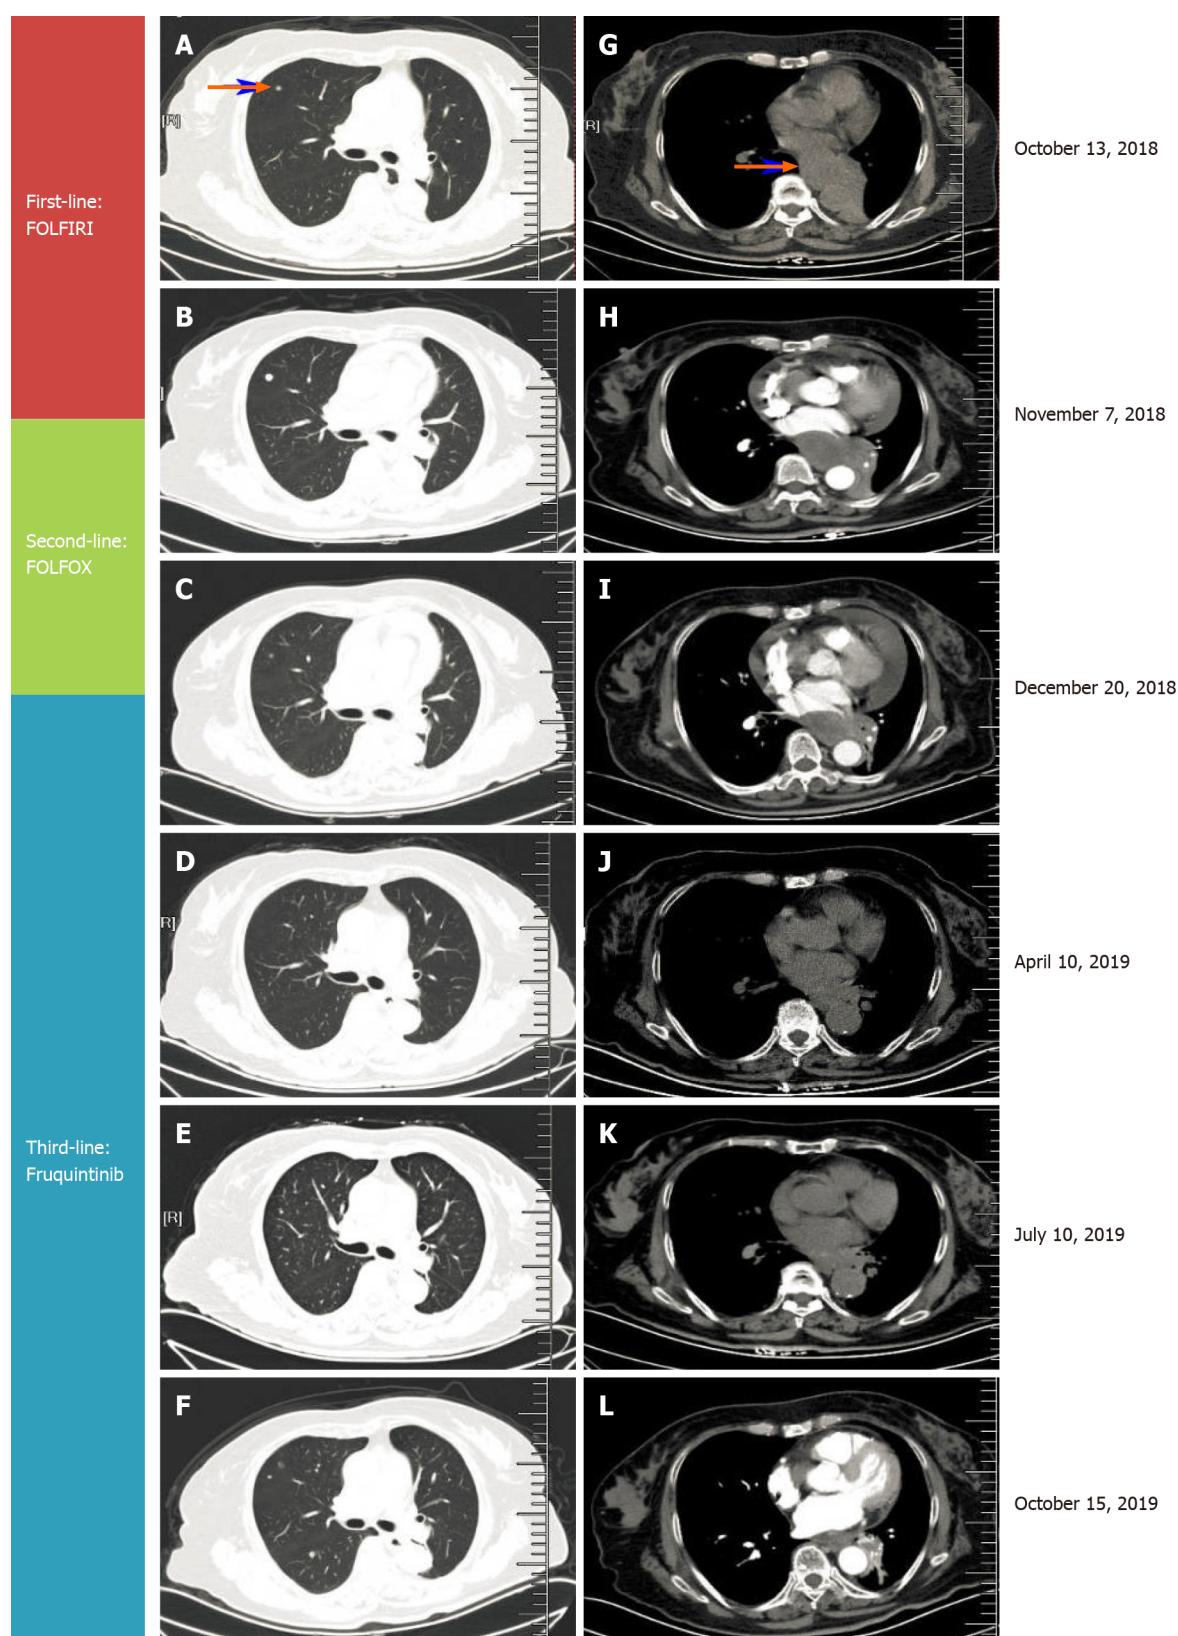 A
[R]
G
[R]
October 13, 2018
First-line:
FOLFIRI
B
]
H
November 7, 2018
Second-line:
FOLFOX
C
I
December 20, 2018
D
R]
J
April 10, 2019
Third-line:
Fruquintinib
E
[R]
K
July 10, 2019
F
L
October 15, 2019